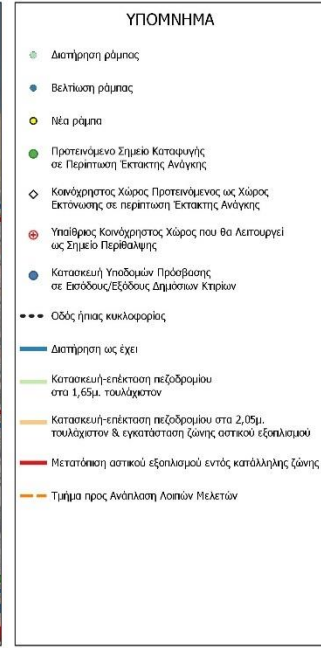 ΥΠΟΜΝΗΜΑ
Διατήρηση ράμπας
Βελτίωση ράμπας
Νέα ράμπα
Προτεινόμενο Σημείο Καταφυγής
σε Περίπτωση Έκτακτης Ανάγκης
Κοινόχρηστος Χώρος Προτεινόμενος ως Χώρος
Εκτόνωσης σε περίπτωση Έκτακτης Ανάγκης
Υπαίθριος Κοινόχρηστος Χώρος που θα Λειτουργεί
ως Σημείο Περίθαλψης
Κατασκευή Υποδομών Πρόσβασης
σε Εισόδους/Εξόδους Δημόσιων Κτιρίων
Οδός ήπιας κυκλοφορίας
Διατήρηση ως έχει
Κατασκευή-επέκταση πεζοδρομίου
στα 1,65μ. τουλάχιστον
Κατασκευή-επέκταση πεζοδρομίου στα 2,05μ.
τουλάχιστον & εγκατάσταση ζώνης αστικού εξοπλισμού
Μετατόπιση αστικού εξοπλισμού εντός κατάλληλης ζώνης
Τμήμα προς Ανάπλαση Λοιπών Μελετών